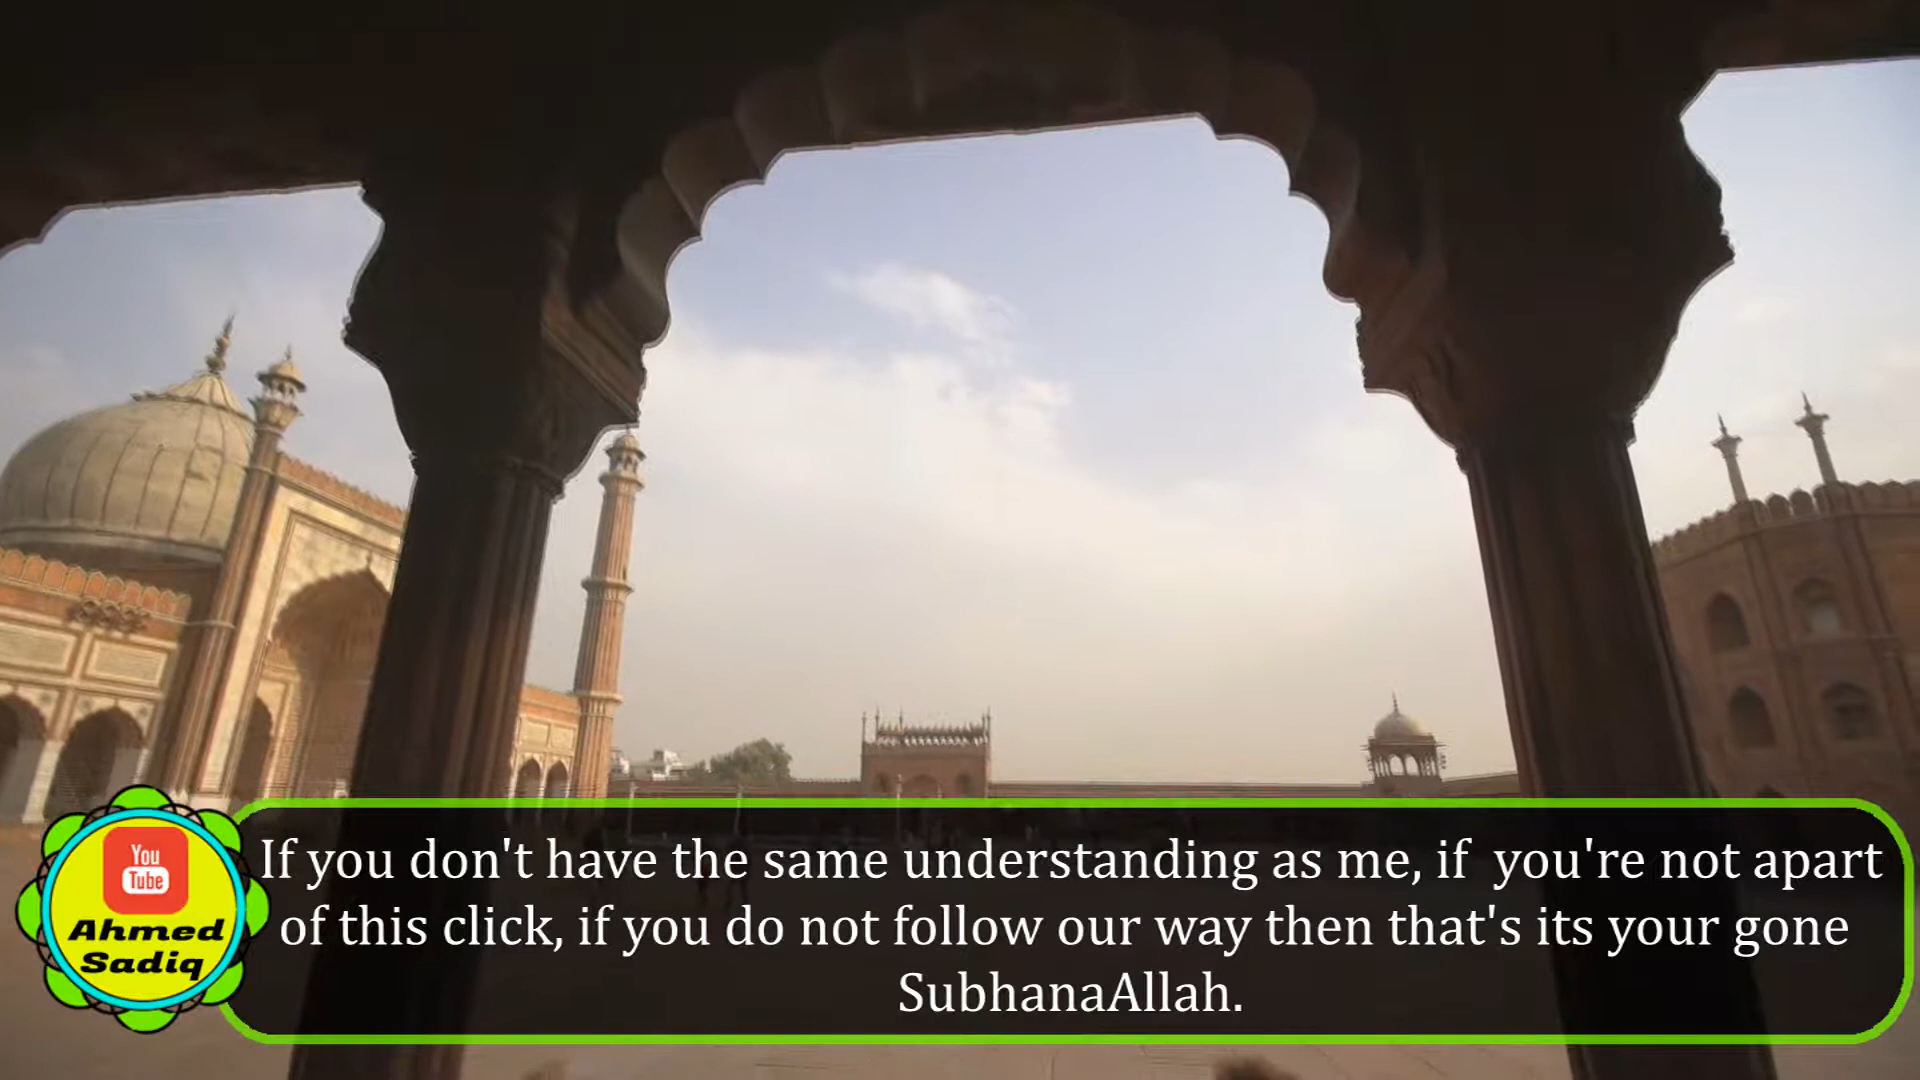 You
Tube
Ahmed
Sadiq
If you don't have the same understanding as me, if  you're not apart
of this click, if you do not follow our way then that's its your gone
SubhanaAllah.